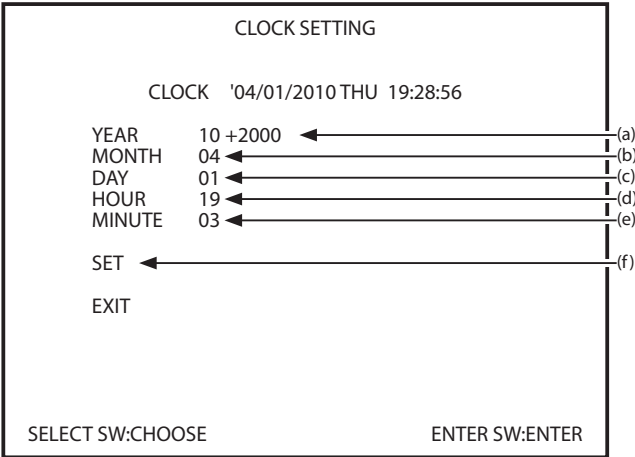 CLOCK SETTING
CLOCK '04/01/2010 THU 19:28:56
YEAR 10 +2000 (a)
MONTH 04 (b)
DAY 01 (c)
HOUR 19 (d)
MINUTE 03 (e)
SET (f)
EXIT
SELECT SW:CHOOSE ENTER SW:ENTER